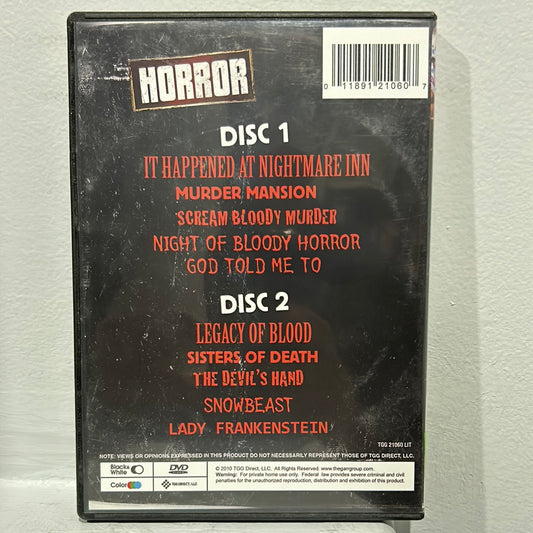 HORROR
0 11891 21060 7
DISC 1
IT HAPPENED AT NIGHTMARE INN
MURDER MANSION
SCREAM BLOODY MURDER
NIGHT OF BLOODY HORROR
GOD TOLD ME TO
DISC 2
LEGACY OF BLOOD
SISTERS OF DEATH
THE DEVIL'S HAND
SNOWBEAST
LADY FRANKENSTEIN
TGG 21060 LIT
NOTE: VIEWS OR OPINIONS EXPRESSED IN THIS PRODUCT DO NOT NECESSARILY REPRESENT THOSE OF TGG DIRECT, LLC.
Black&
White
DVD
© 2010 TGG Direct, LLC. All Rights Reserved. www.thegarrgroup.com
Warning: For private home use only. Federal law provides severe criminal and civil
Color
TGG DIRECT, LLC
penalties for the unauthorized reproduction, distribution and exhibition of this product.